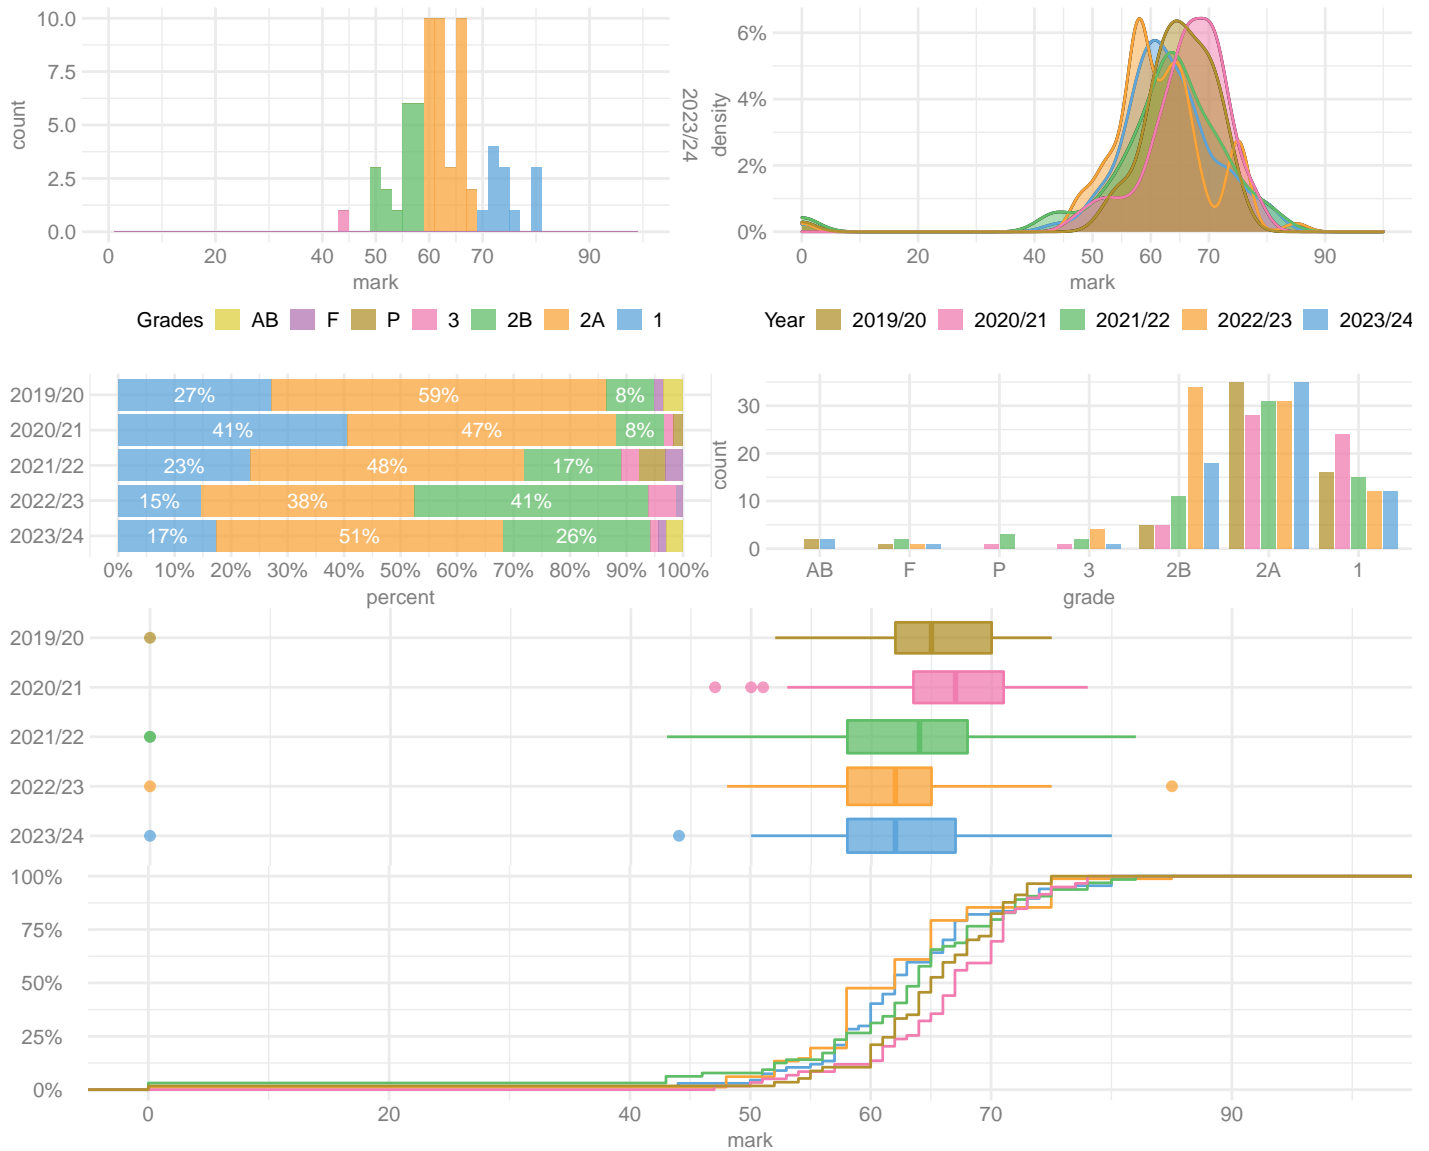 10.0
7.5
5.0
2.5
0.0
count
0 20 40 50 60 70 90
mark
2023/24
6%
4%
2%
0%
density
0 20 40 50 60 70 90
mark
Grades AB F P 3 2B 2A 1
Year 2019/20 2020/21 2021/22 2022/23 2023/24
2019/20 27% 59% 8%
2020/21 41% 47% 8%
2021/22 23% 48% 17%
2022/23 15% 38% 41%
2023/24 17% 51% 26%
0% 10% 20% 30% 40% 50% 60% 70% 80% 90% 100%
percent
30
20
10
0
count
AB F P 3 2B 2A 1
grade
2019/20
2020/21
2021/22
2022/23
2023/24
100%
75%
50%
25%
0%
0 20 40 50 60 70 90
mark